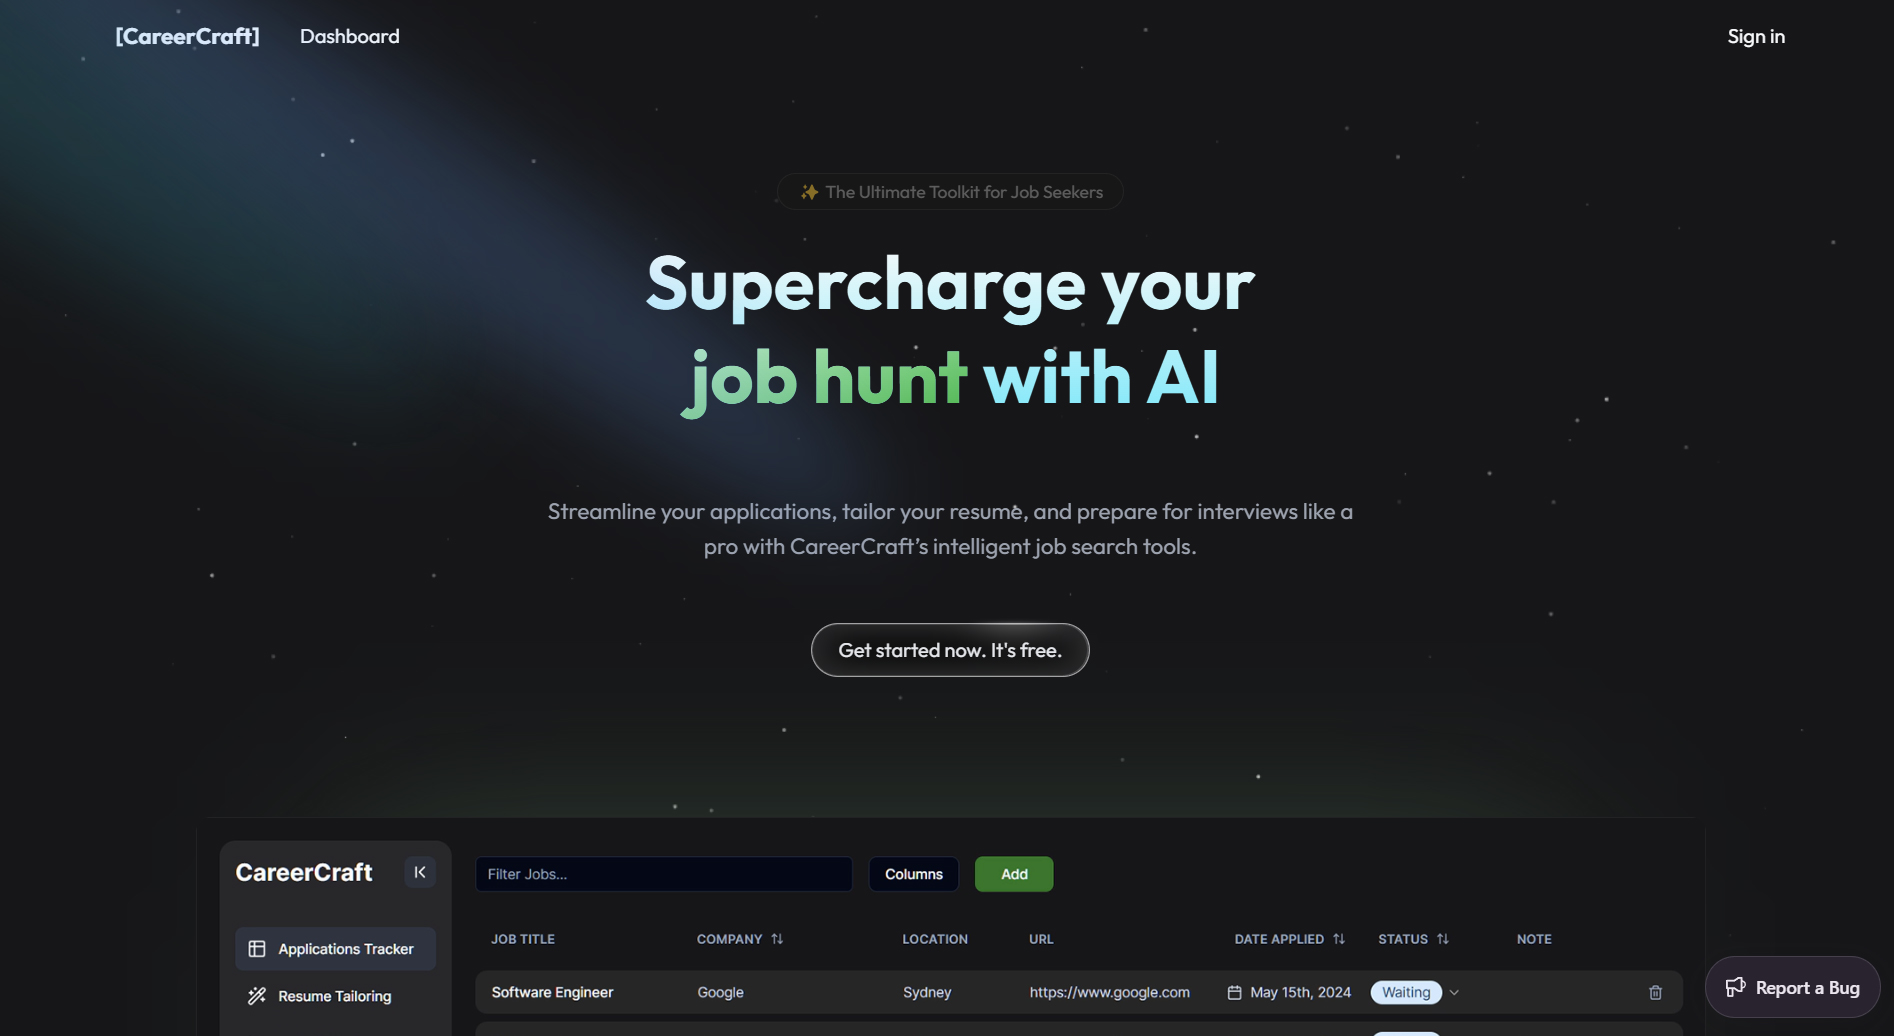 [CareerCraft] Dashboard Sign in
✨ The Ultimate Toolkit for Job Seekers
Supercharge your
job hunt with AI
Streamline your applications, tailor your resume, and prepare for interviews like a
pro with CareerCraft’s intelligent job search tools.
Get started now. It's free.
CareerCraft
Filter Jobs... Columns Add
JOB TITLE COMPANY LOCATION URL DATE APPLIED STATUS NOTE
Applications Tracker
Software Engineer Google Sydney https://www.google.com May 15th, 2024 Waiting
Resume Tailoring
Report a Bug